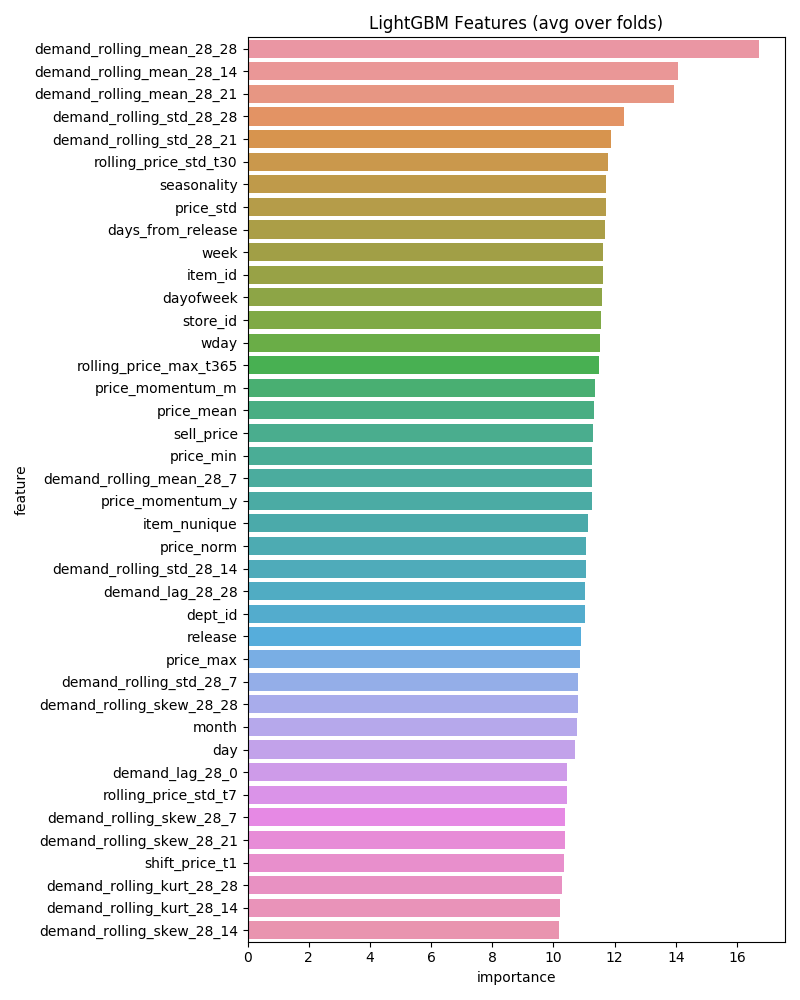 LightGBM Features (avg over folds)
demand_rolling_mean_28_28
demand_rolling_mean_28_14
demand_rolling_mean_28_21
demand_rolling_std_28_28
demand_rolling_std_28_21
rolling_price_std_t30
seasonality
price_std
days_from_release
week
item_id
dayofweek
store_id
wday
rolling_price_max_t365
price_momentum_m
price_mean
sell_price
price_min
demand_rolling_mean_28_7
price_momentum_y
item_nunique
price_norm
demand_rolling_std_28_14
demand_lag_28_28
dept_id
release
price_max
demand_rolling_std_28_7
demand_rolling_skew_28_28
month
day
demand_lag_28_0
rolling_price_std_t7
demand_rolling_skew_28_7
demand_rolling_skew_28_21
shift_price_t1
demand_rolling_kurt_28_28
demand_rolling_kurt_28_14
demand_rolling_skew_28_14
feature
0 2 4 6 8 10 12 14 16
importance